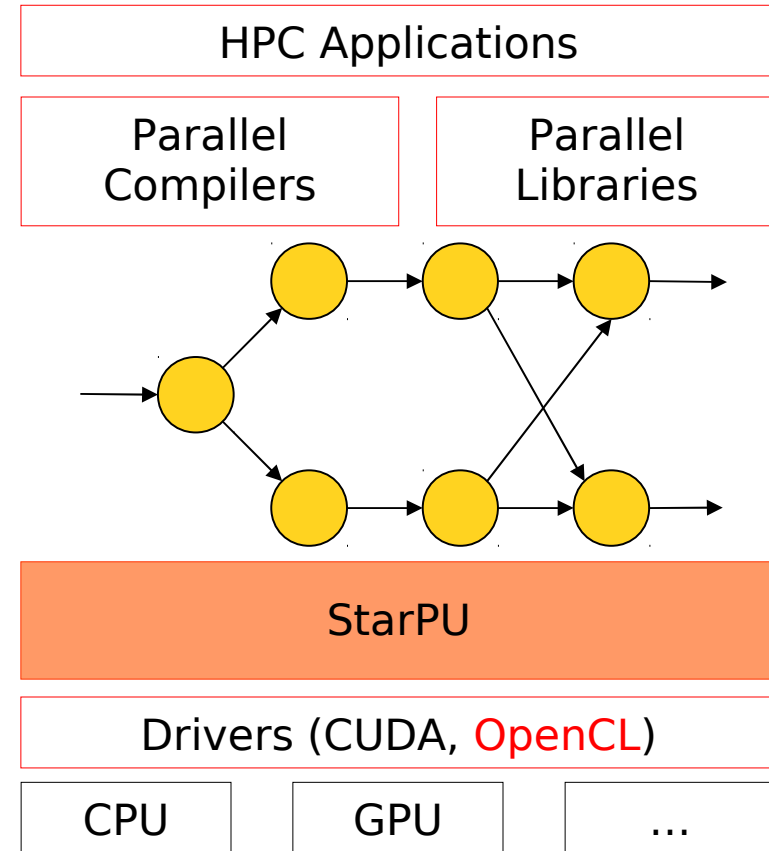 HPC Applications
Parallel
Compilers
Parallel
Libraries
StarPU
Drivers (CUDA, OpenCL)
CPU
GPU
...